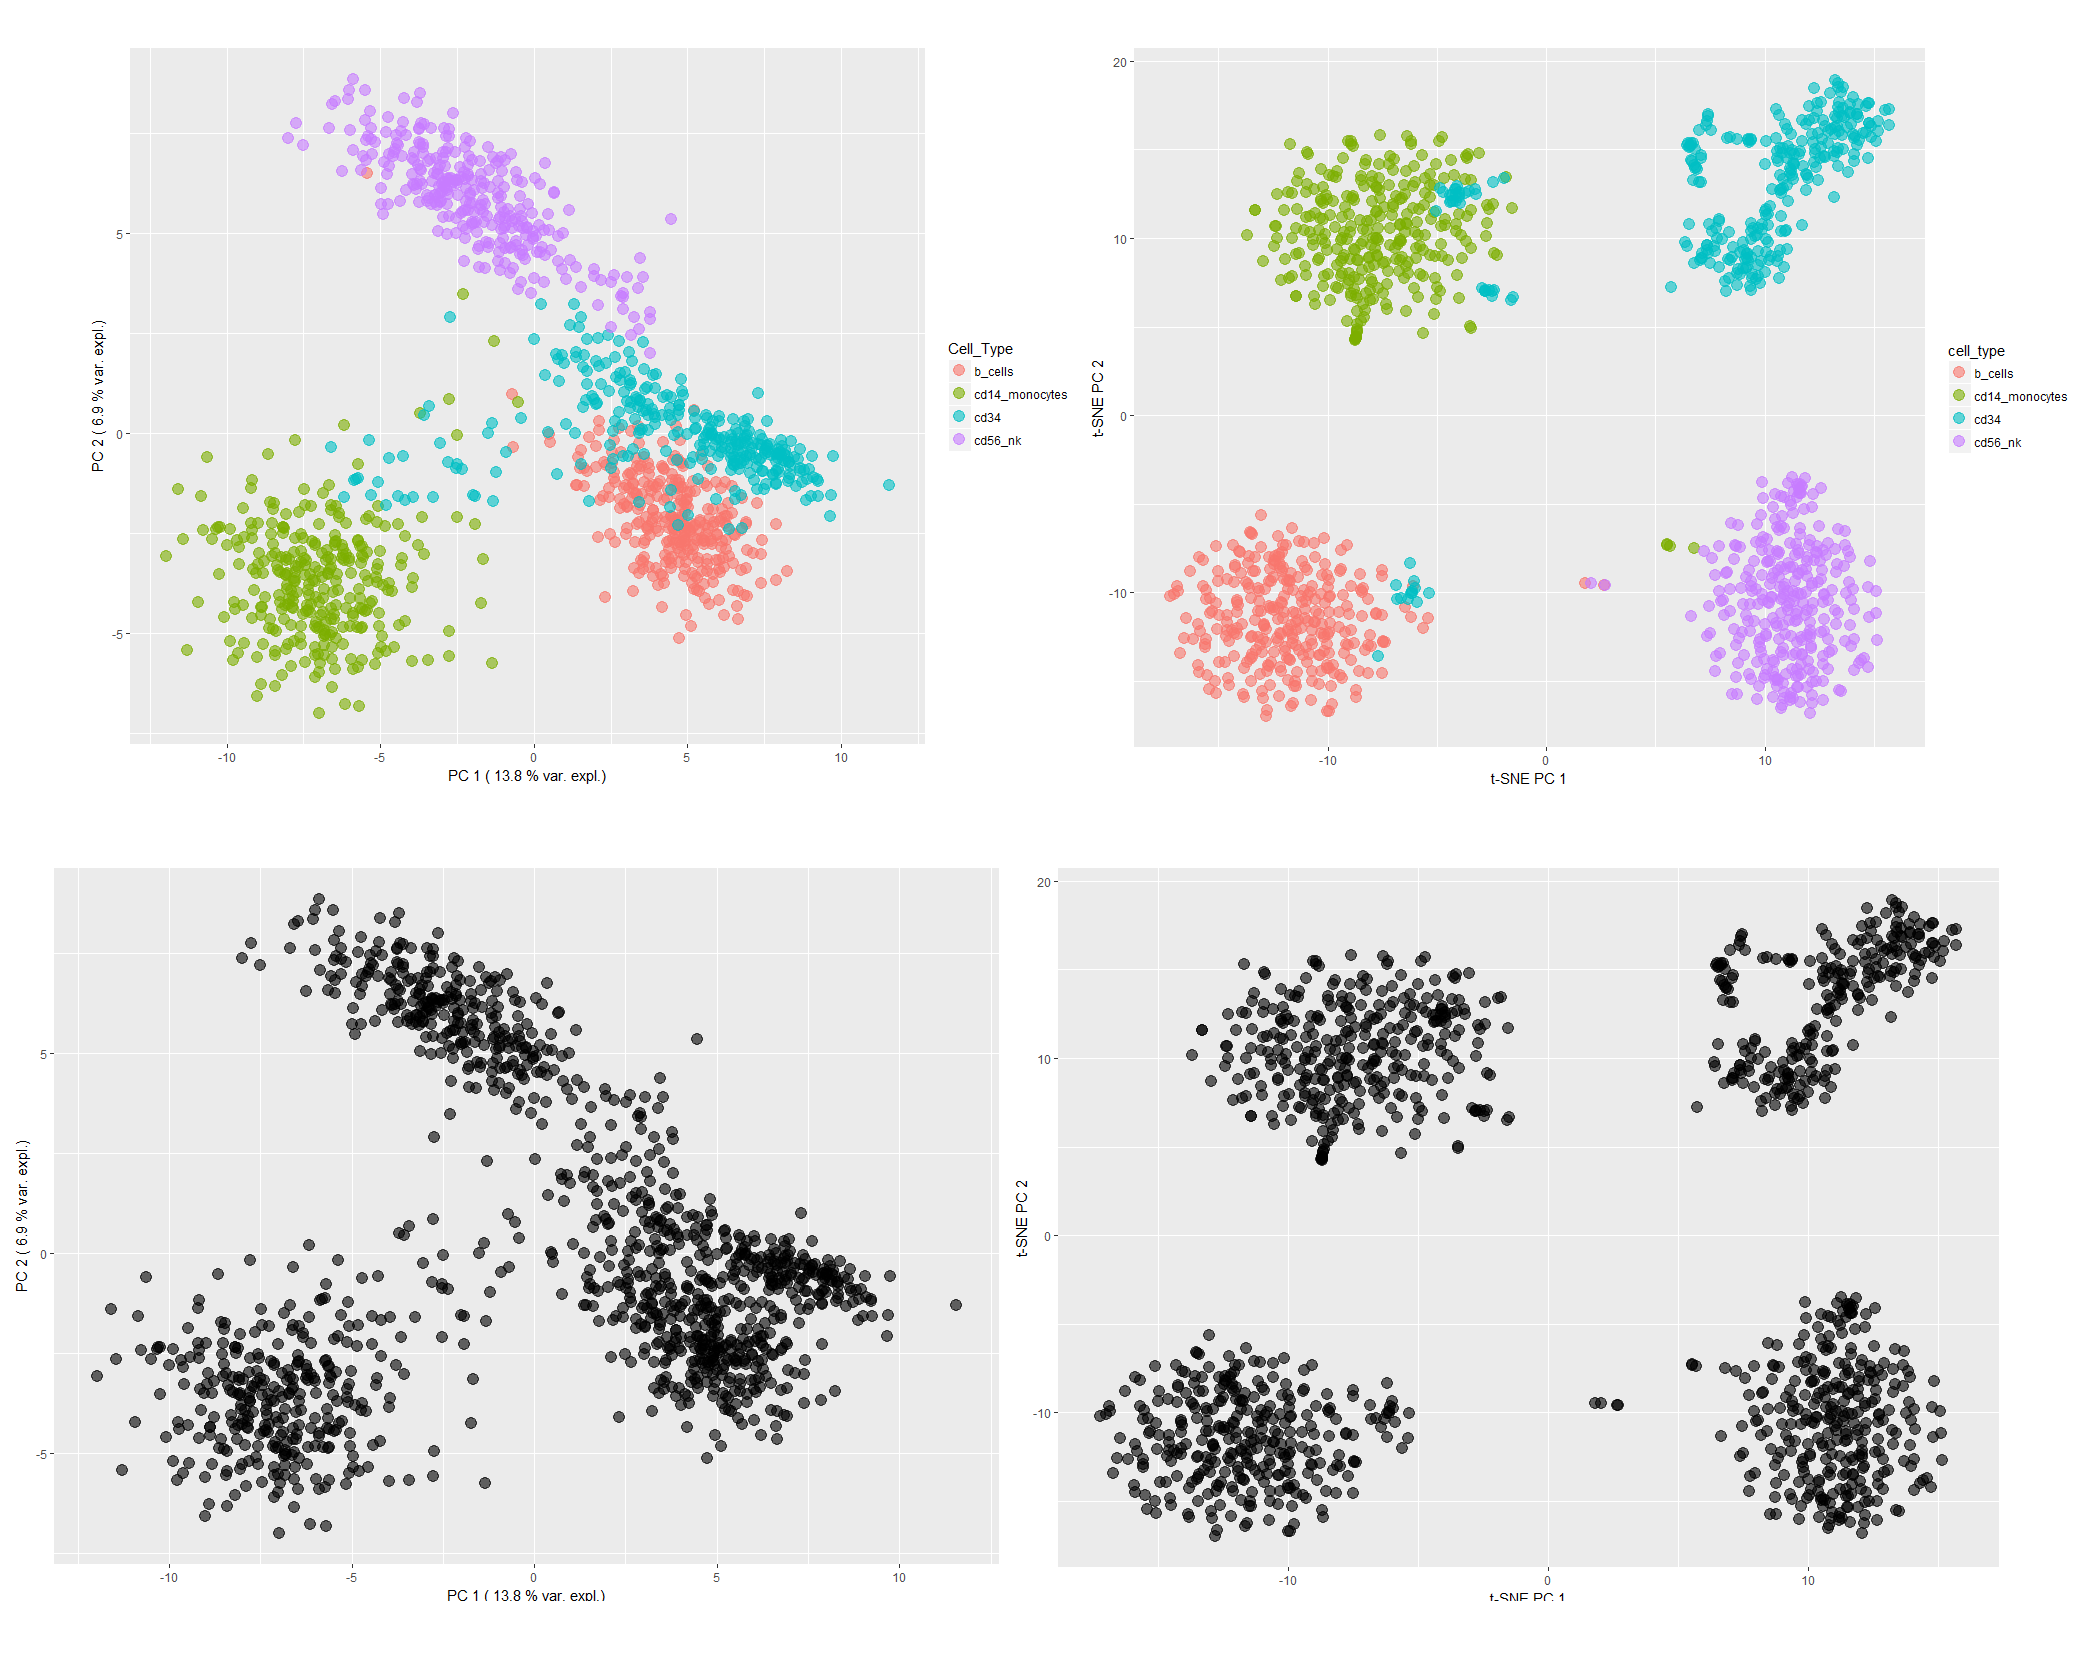 5
0
-5
PC 2 ( 6.9 % var. expl.)
-10
-5
0
5
10
PC 1 ( 13.8 % var. expl.)
Cell_Type
b_cells
cd14_monocytes
cd34
cd56_nk
20
10
0
-10
t-SNE PC 2
-10
0
10
t-SNE PC 1
cell_type
b_cells
cd14_monocytes
cd34
cd56_nk
5
0
-5
PC 2 ( 6.9 % var. expl.)
-10
-5
0
5
10
PC 1 ( 13.8 % var. expl.)
20
10
0
-10
t-SNE PC 2
-10
0
10
t-SNE PC 1